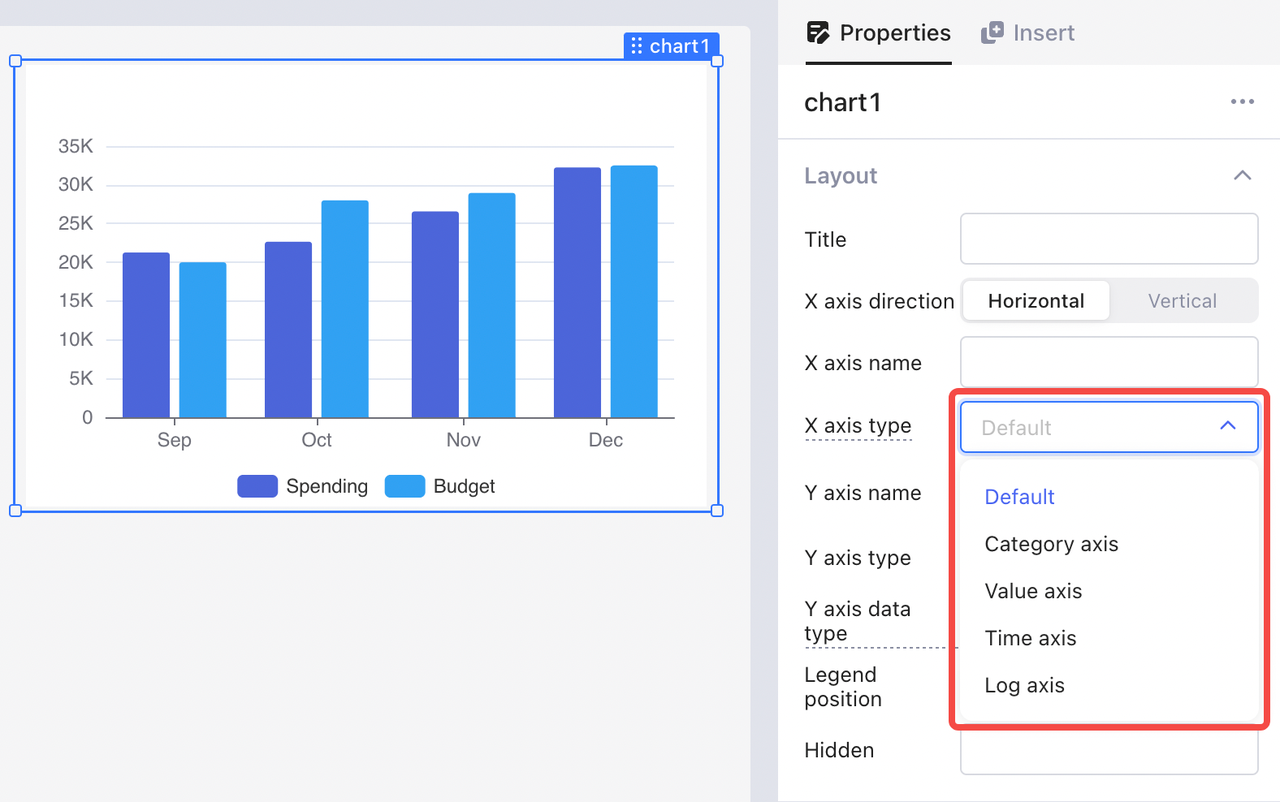 chart1
35K
30K
25K
20K
15K
10K
5K
0
Sep Oct Nov Dec
Spending Budget
Properties Insert
chart1
Layout
Title
X axis direction Horizontal Vertical
X axis name
X axis type Default
Default
Category axis
Value axis
Time axis
Log axis
Y axis name
Y axis type
Y axis data
type
Legend
position
Hidden